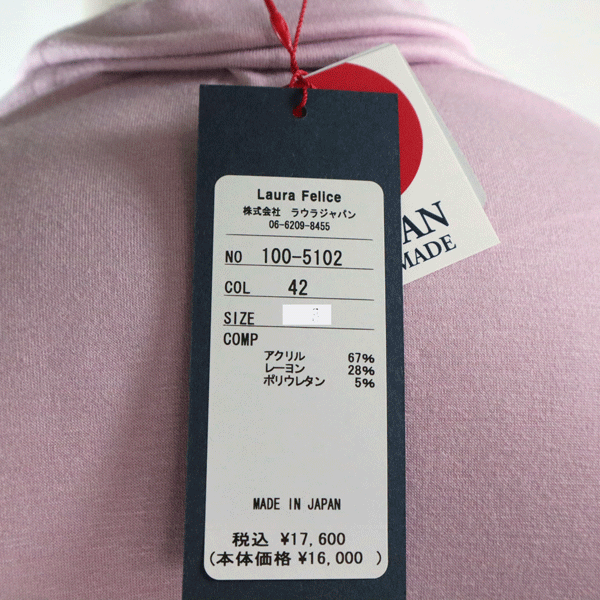 Laura Felice
株式会社 ラウラジャパン
06-6209-8455
NO 100-5102
COL 42
SIZE
COMP
アクリル 67%
レーヨン 28%
ポリウレタン 5%
MADE IN JAPAN
税込 ¥17,600
(本体価格 ¥16,000 )
MADE